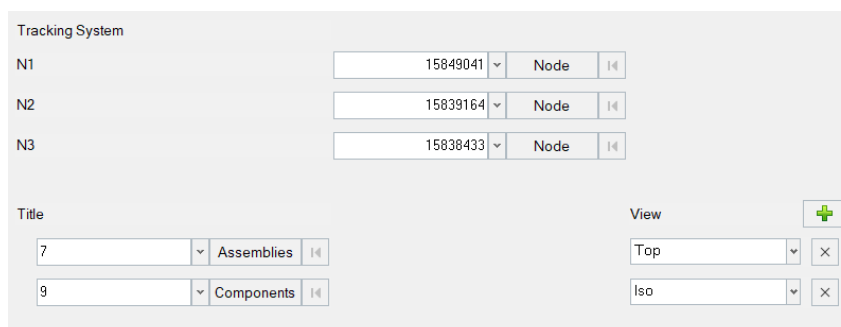 Tracking System
N1 15849041 Node
N2 15839164 Node
N3 15838433 Node
Title View
7 Assemblies Top
9 Components Iso